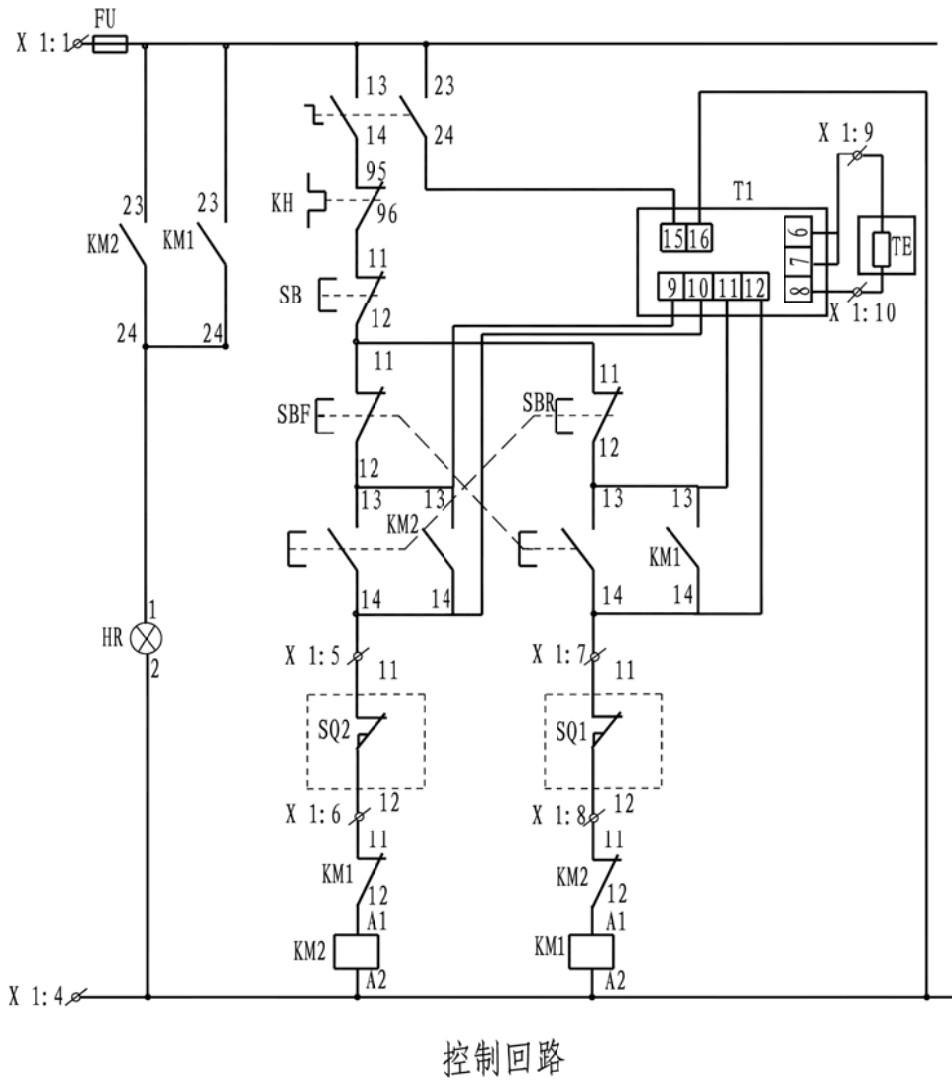 FU
X 1:1
13 23
14 24
X 1:9
95
KH 96
T1
23 23
KM2 KM1
15 16
6
7
8
TE
11
SB
9 10 11 12
12
X 1:10
24 24
11 11
SBF SBR
12 12
13 13 13 13
KM2 KM1
14 14 14 14
1
HR
2
X 1:5 11 X 1:7 11
SQ2 SQ1
X 1:6 12 X 1:8 12
11 11
KM1 KM2
12 12
A1 A1
KM2 KM1
A2 A2
X 1:4
控制回路